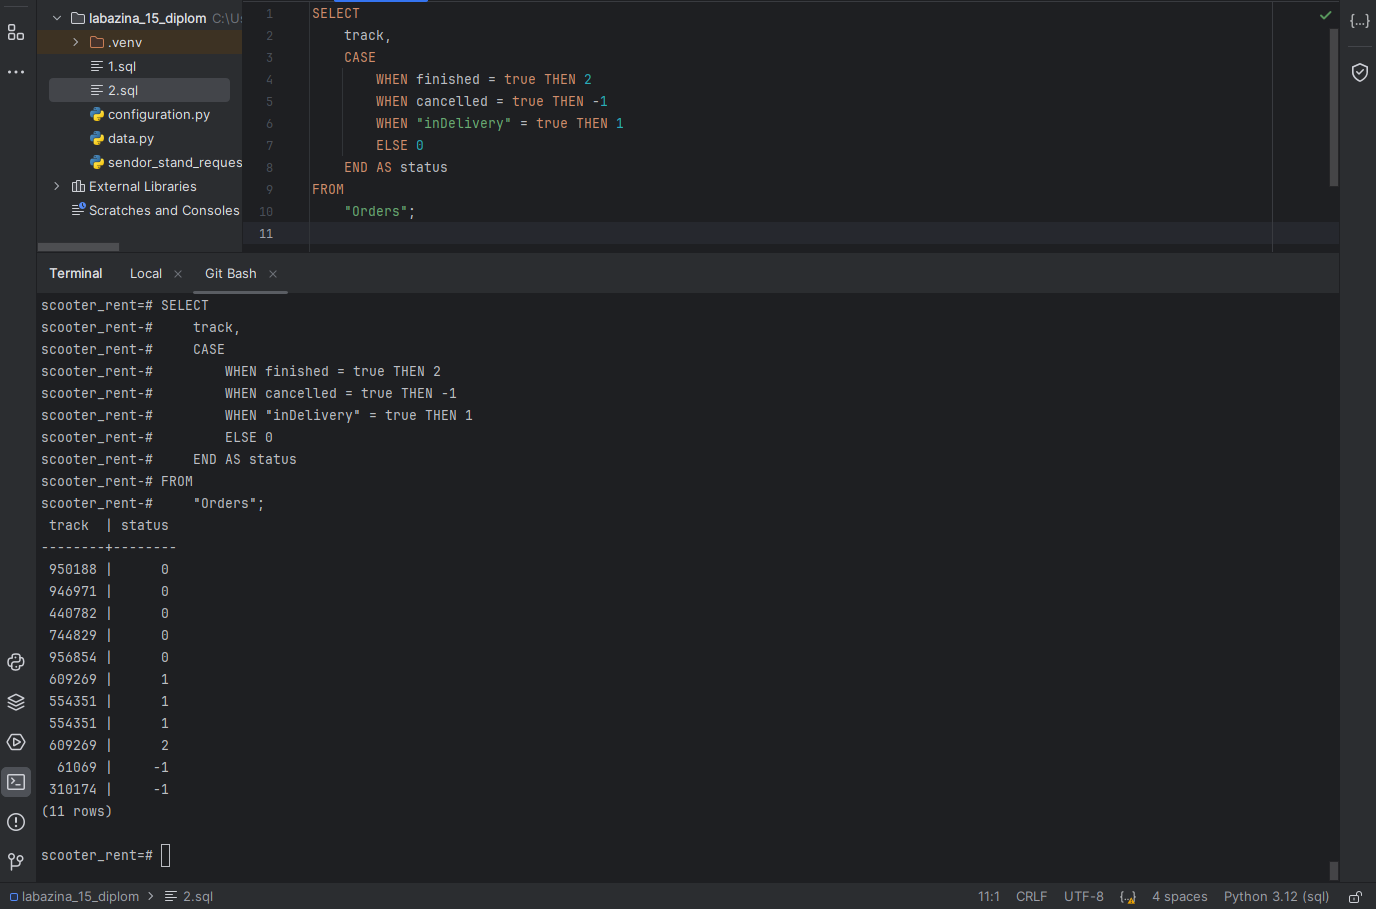 labazina_15_diplom C:\U
.venv
1.sql
2.sql
configuration.py
data.py
sendor_stand_reques
External Libraries
Scratches and Consoles
1 SELECT
2 track,
3 CASE
4 WHEN finished = true THEN 2
5 WHEN cancelled = true THEN -1
6 WHEN "inDelivery" = true THEN 1
7 ELSE 0
8 END AS status
9 FROM
10 "Orders";
11
Terminal Local Git Bash
scooter_rent=# SELECT
scooter_rent-# track,
scooter_rent-# CASE
scooter_rent-# WHEN finished = true THEN 2
scooter_rent-# WHEN cancelled = true THEN -1
scooter_rent-# WHEN "inDelivery" = true THEN 1
scooter_rent-# ELSE 0
scooter_rent-# END AS status
scooter_rent-# FROM
scooter_rent-# "Orders";
track | status
--------+--------
950188 | 0
946971 | 0
440782 | 0
744829 | 0
956854 | 0
609269 | 1
554351 | 1
554351 | 1
609269 | 2
61069 | -1
310174 | -1
(11 rows)
scooter_rent=#
labazina_15_diplom > 2.sql 11:1 CRLF UTF-8 4 spaces Python 3.12 (sql)